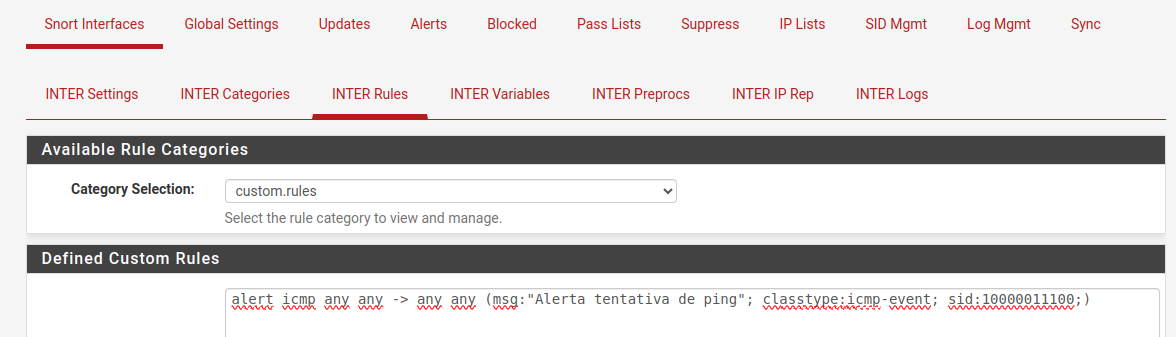 Snort Interfaces Global Settings Updates Alerts Blocked Pass Lists Suppress IP Lists SID Mgmt Log Mgmt Sync
INTER Settings INTER Categories INTER Rules INTER Variables INTER Preprocs INTER IP Rep INTER Logs
Available Rule Categories
Category Selection: custom.rules
Select the rule category to view and manage.
Defined Custom Rules
alert icmp any any -> any any (msg:"Alerta tentativa de ping"; classtype:icmp-event; sid:10000011100;)